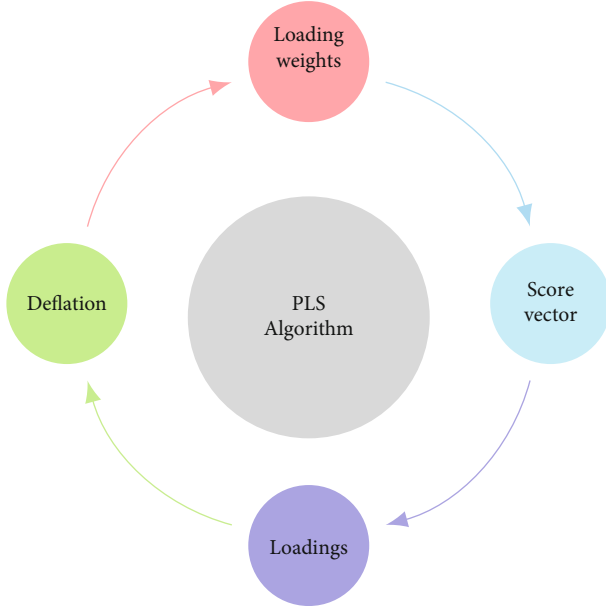 Loading
weights
Score
vector
Deflation
PLS
Algorithm
Loadings